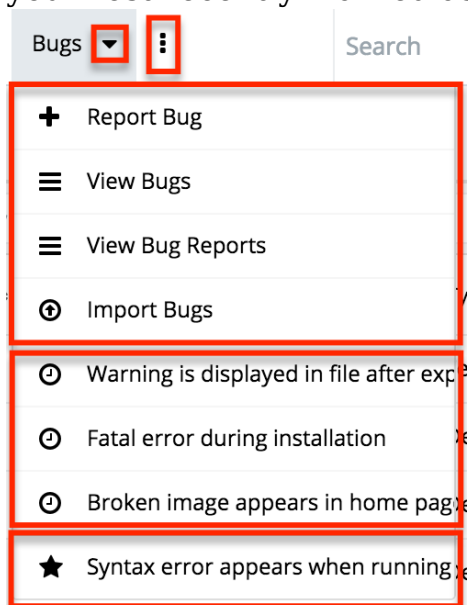 Bugs
Search
Report Bug
View Bugs
View Bug Reports
Import Bugs
Warning is displayed in file after exp
Fatal error during installation
Broken image appears in home pag
Syntax error appears when running